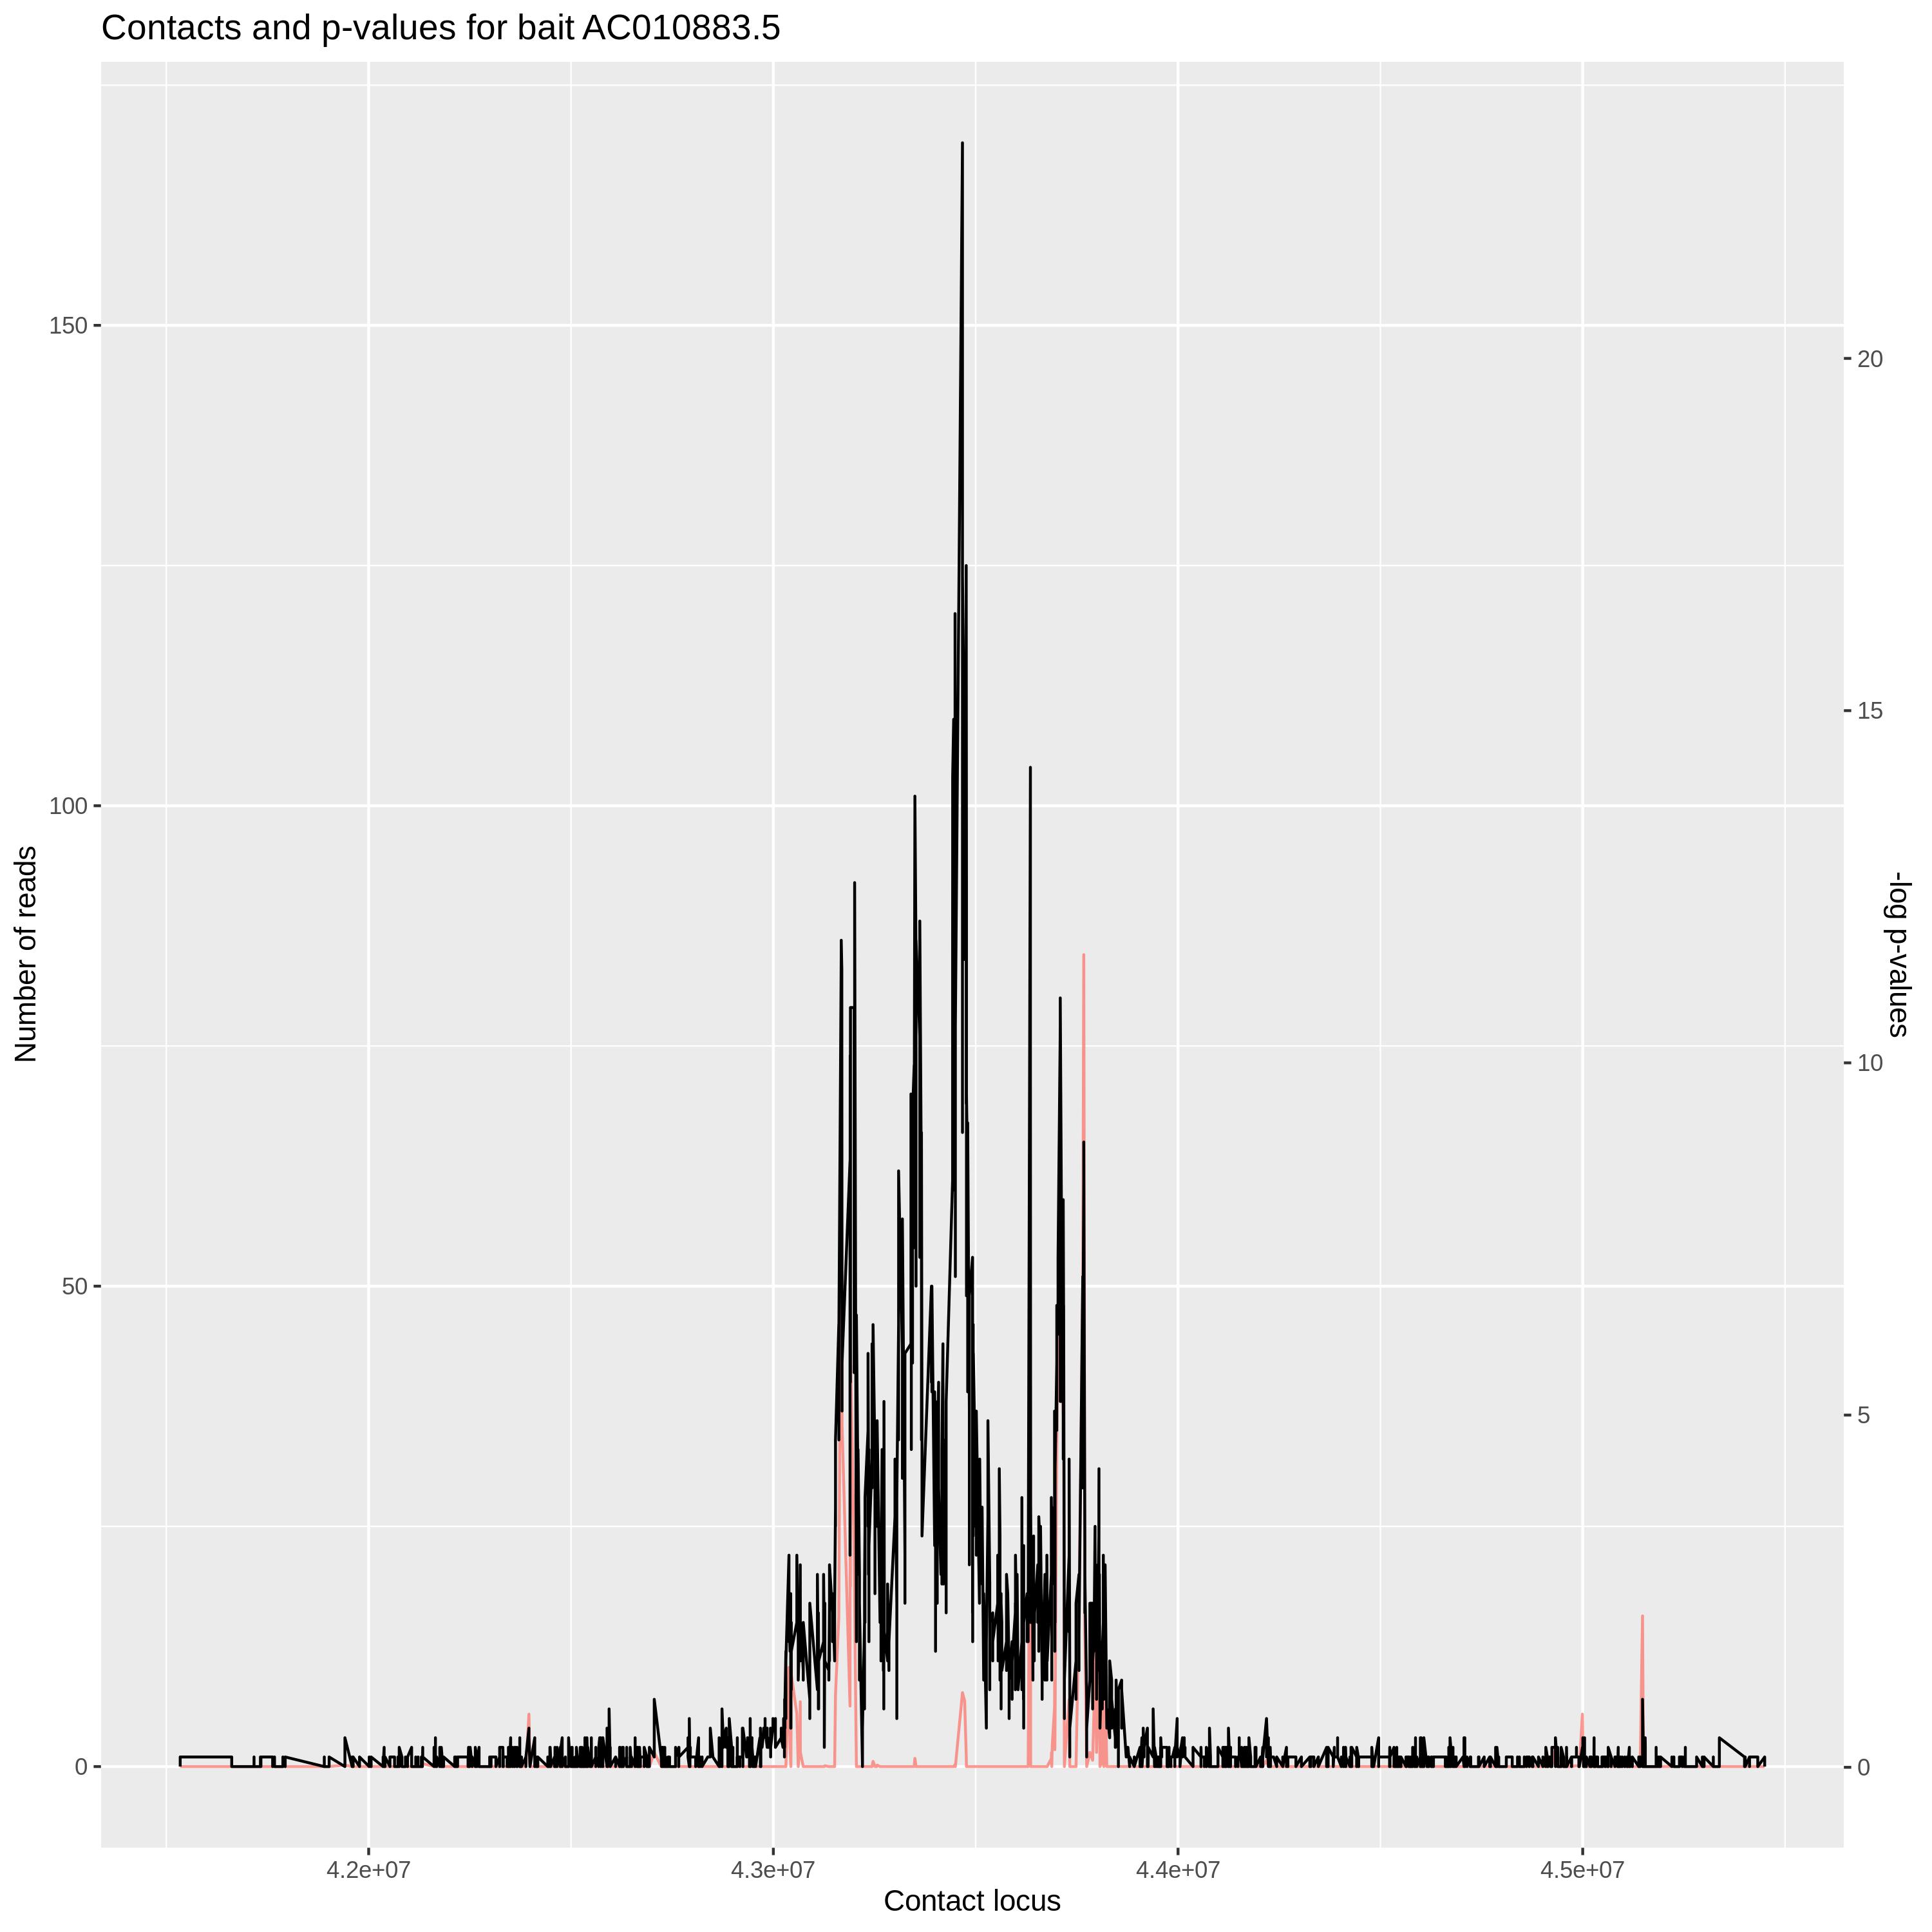 Contacts and p-values for bait AC010883.5
Number of reads
150
100
50
0
20
15
10
5
0
-log p-values
4.2e+07
4.3e+07
4.4e+07
4.5e+07
Contact locus